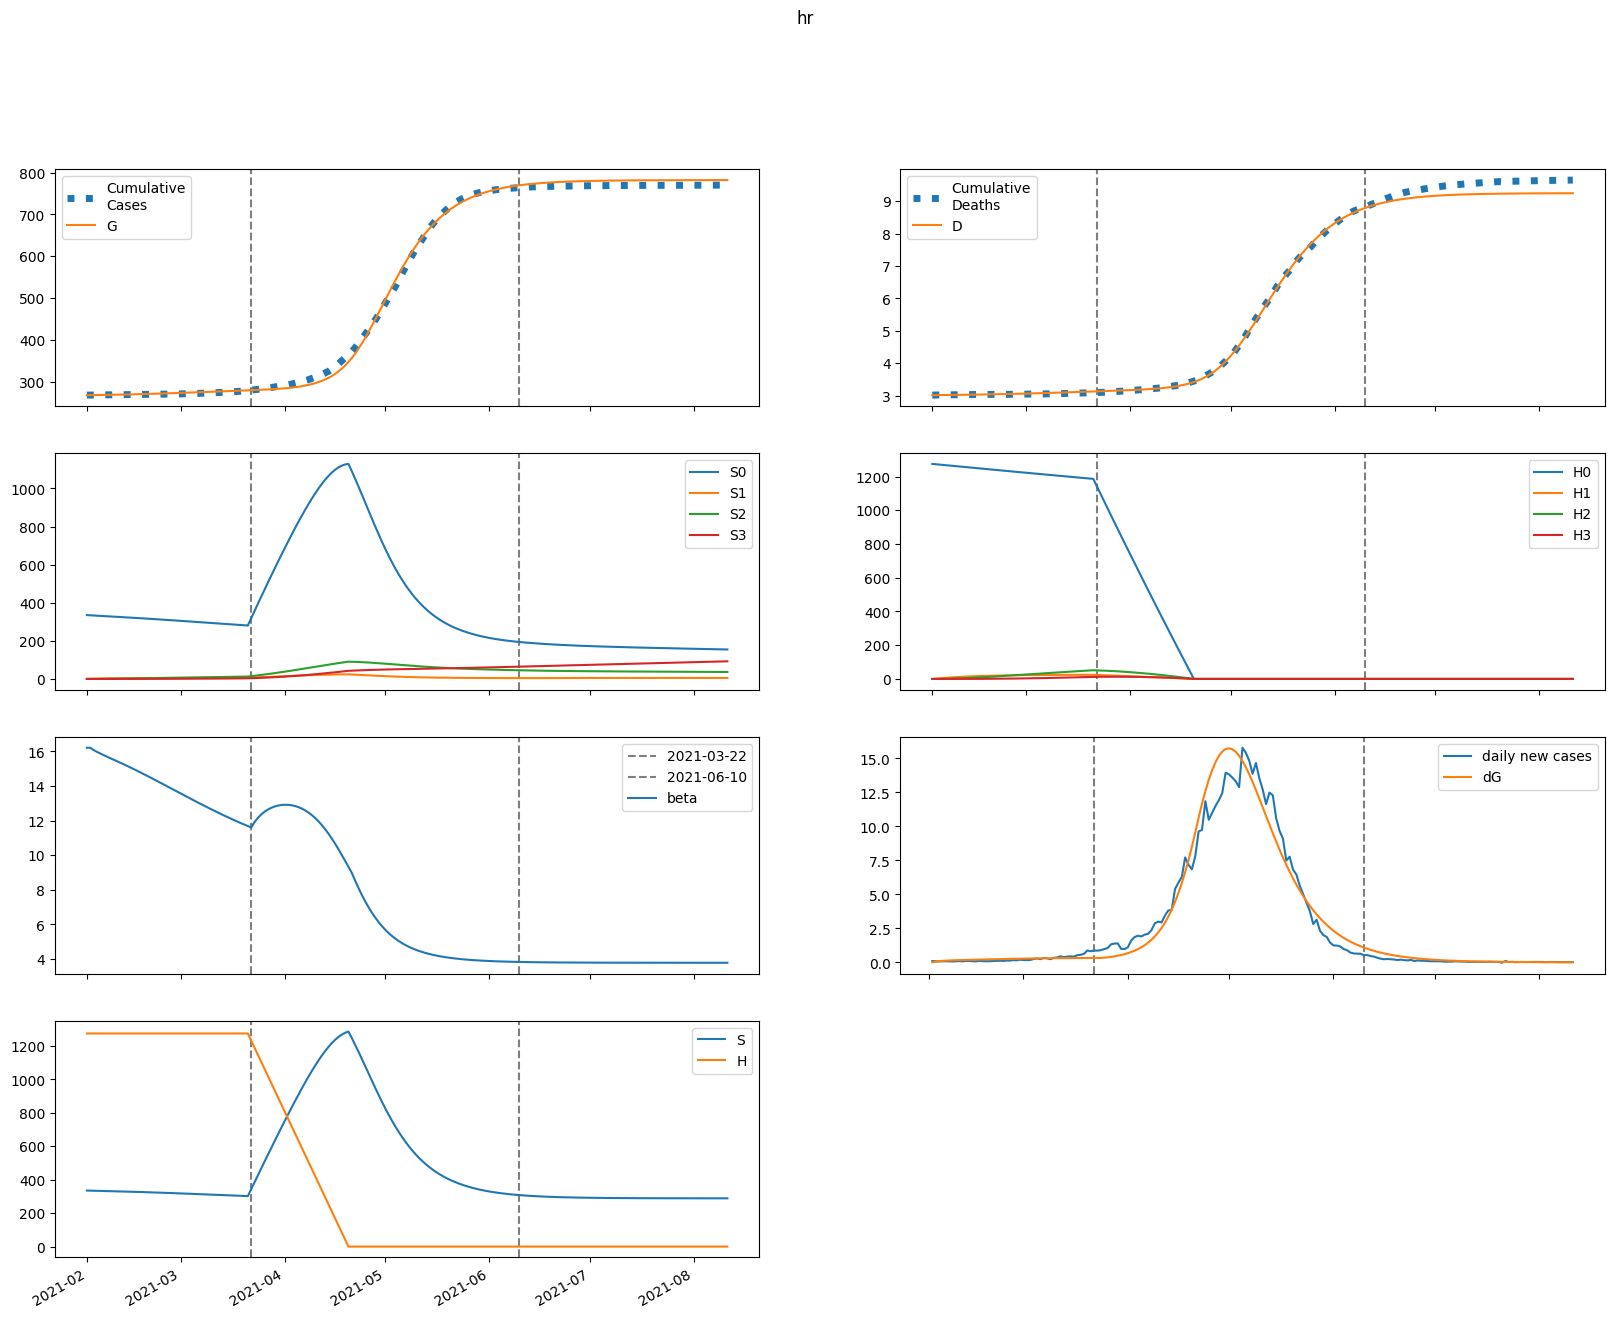 hr
800
700
600
500
400
300
Cumulative
Cases
G
9
8
7
6
5
4
3
Cumulative
Deaths
D
1000
800
600
400
200
0
S0
S1
S2
S3
1200
1000
800
600
400
200
0
H0
H1
H2
H3
16
14
12
10
8
6
4
2021-03-22
2021-06-10
beta
15.0
12.5
10.0
7.5
5.0
2.5
0.0
daily new cases
dG
1200
1000
800
600
400
200
0
S
H
2021-02
2021-03
2021-04
2021-05
2021-06
2021-07
2021-08